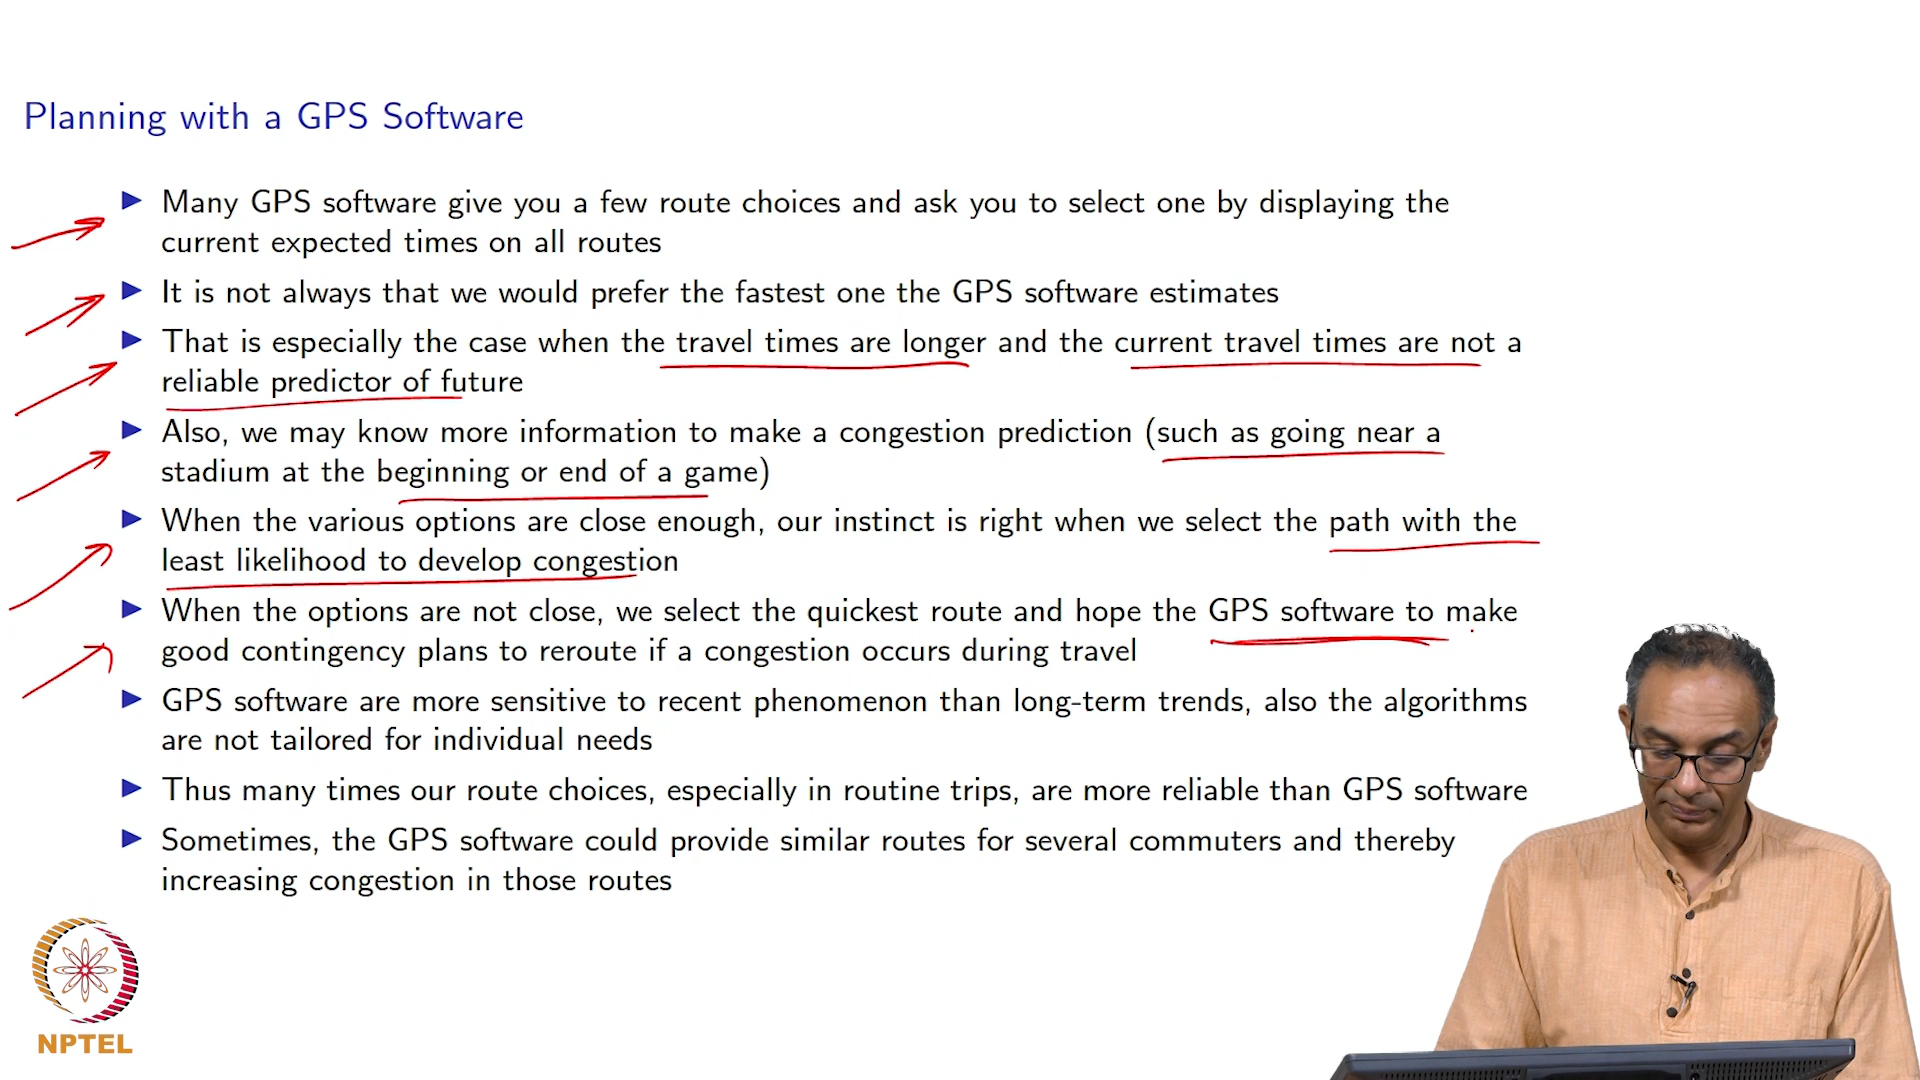 Planning with a GPS Software
▶ Many GPS software give you a few route choices and ask you to select one by displaying the
current expected times on all routes
▶ It is not always that we would prefer the fastest one the GPS software estimates
▶ That is especially the case when the travel times are longer and the current travel times are not a
reliable predictor of future
▶ Also, we may know more information to make a congestion prediction (such as going near a
stadium at the beginning or end of a game)
▶ When the various options are close enough, our instinct is right when we select the path with the
least likelihood to develop congestion
▶ When the options are not close, we select the quickest route and hope the GPS software to make
good contingency plans to reroute if a congestion occurs during travel
▶ GPS software are more sensitive to recent phenomenon than long-term trends, also the algorithms
are not tailored for individual needs
▶ Thus many times our route choices, especially in routine trips, are more reliable than GPS software
▶ Sometimes, the GPS software could provide similar routes for several commuters and thereby
increasing congestion in those routes
NPTEL